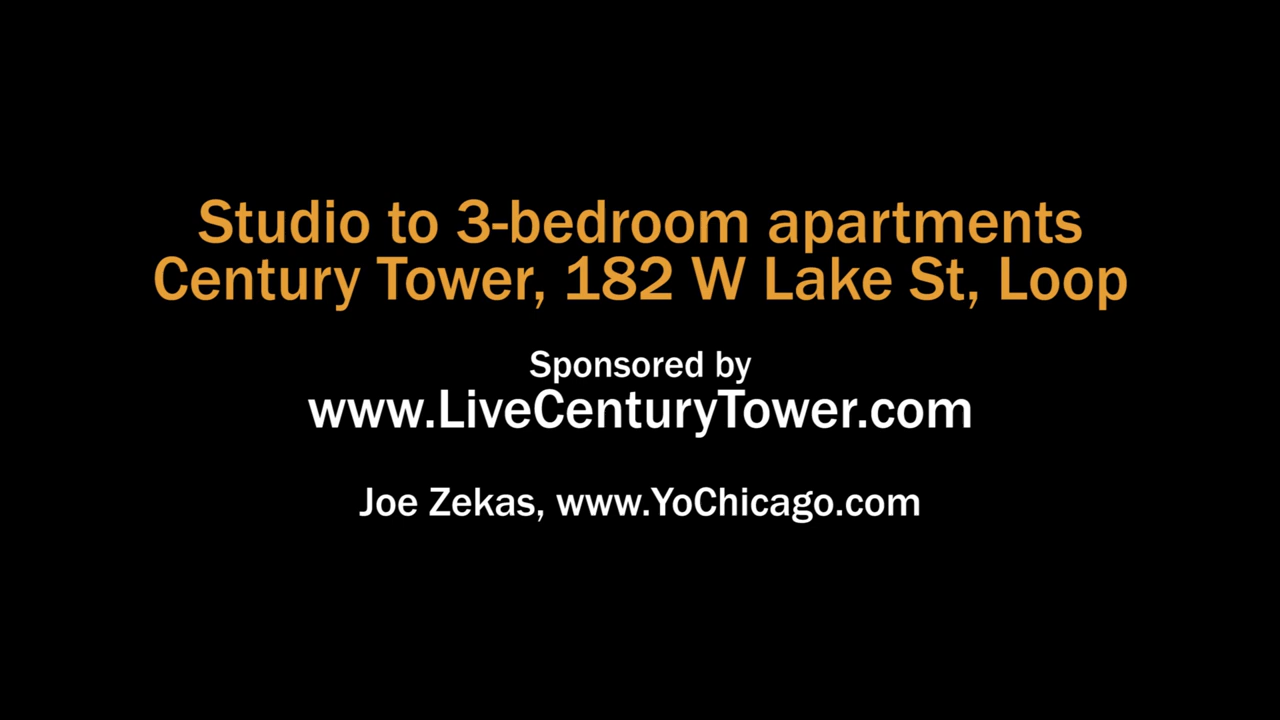 Studio to 3-bedroom apartments
Century Tower, 182 W Lake St, Loop
Sponsored by
www.LiveCenturyTower.com
Joe Zekas, www.YoChicago.com